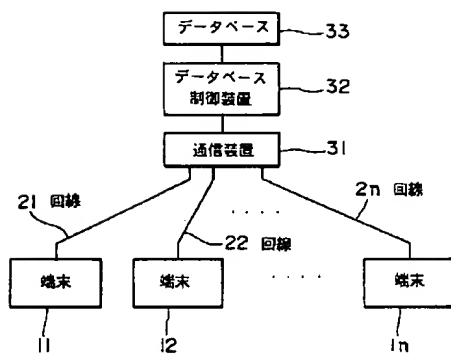 データベース
33
データベース
制御装置
32
通信装置
31
21 回線
22 回線
2n 回線
‥‥
端末
端末
‥‥
端末
11
12
1n